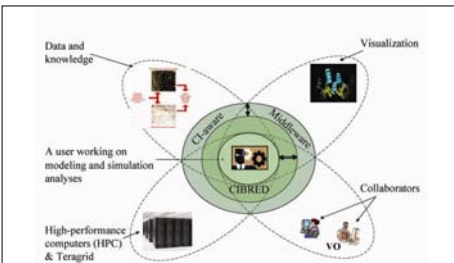 Data and
knowledge
Visualization
CI-aware
Middleware
A user working on
modeling and simulation
analyses
CIBRED
Collaborators
High-performance
computers (HPC)
& Teragrid
VO